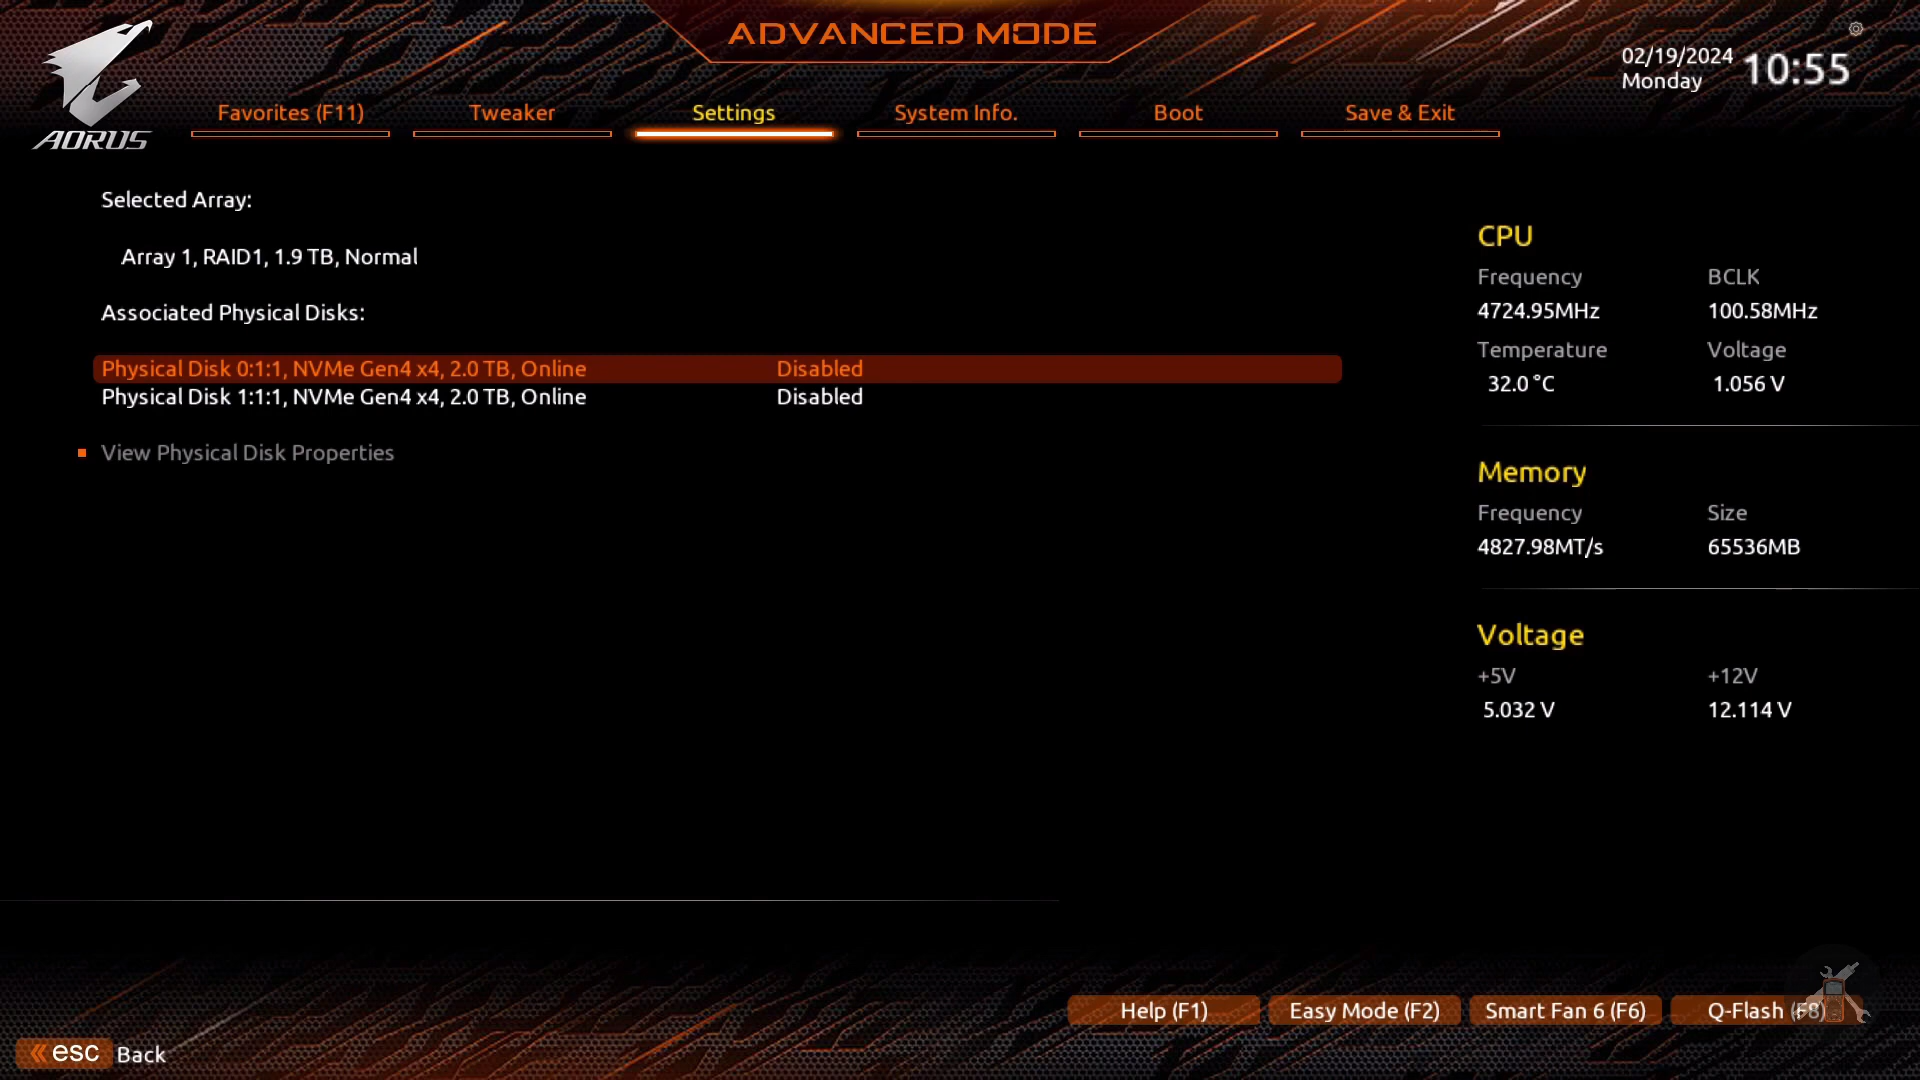 ADVANCED MODE
02/19/2024
Monday
10:55
AORUS
Favorites (F11)
Tweaker
Settings
System Info.
Boot
Save & Exit
Selected Array:
Array 1, RAID1, 1.9 TB, Normal
Associated Physical Disks:
Physical Disk 0:1:1, NVMe Gen4 x4, 2.0 TB, Online Disabled
Physical Disk 1:1:1, NVMe Gen4 x4, 2.0 TB, Online Disabled
View Physical Disk Properties
CPU
Frequency BCLK
4724.95MHz 100.58MHz
Temperature Voltage
32.0 °C 1.056 V
Memory
Frequency Size
4827.98MT/s 65536MB
Voltage
+5V +12V
5.032 V 12.114 V
Help (F1)
Easy Mode (F2)
Smart Fan 6 (F6)
Q-Flash (F8)
esc Back